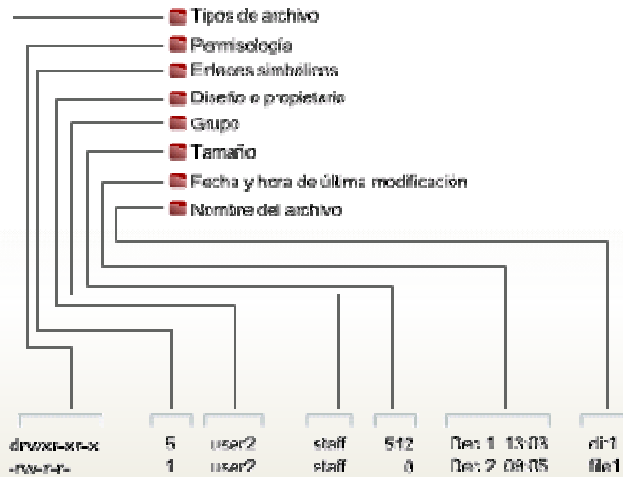 Tipos de archivo
Permisología
Enlaces simbólicos
Diseño o propietario
Grupo
Tamaño
Fecha y hora de última modificación
Nombre del archivo
drwxr-xr-x 5 user2 staff 512 Dec 1 13:03 dir1
-rw-r-r- 1 user2 staff 0 Dec 2 09:05 file1